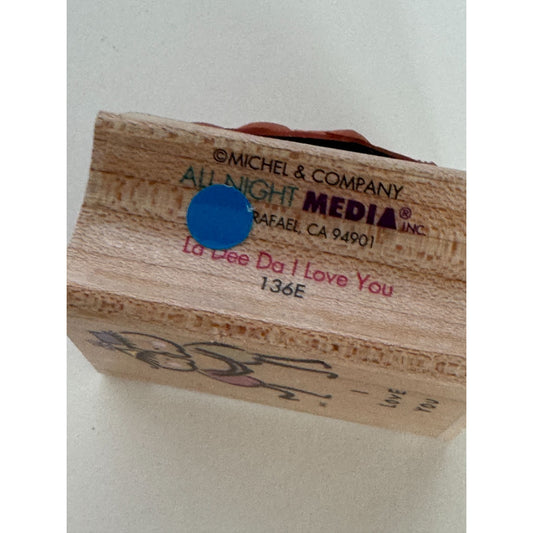 ©MICHEL & COMPANY
ALL NIGHT MEDIA® INC.
RAFAEL, CA 94901
La Dee Da I Love You
136E
I
LOVE
YOU